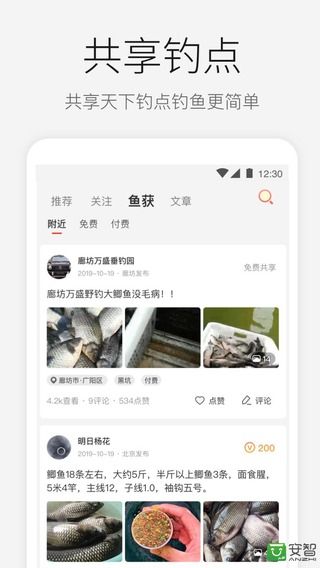 共享钓点
共享天下钓点钓鱼更简单
12:30
推荐 关注 鱼获 文章
附近 免费 付费
廊坊万盛垂钓园
2019-10-19 · 廊坊发布
免费共享
廊坊万盛野钓大鲫鱼没毛病！！
14
廊坊市·广阳区 黑坑 付费
4.2k查看 · 9评论 · 534点赞
点赞 评论
明日杨花
2019-10-19 · 北京发布
200
鲫鱼18条左右，大约5斤，半斤以上鲫鱼3条，面食腥，
5米4竿，主线12，子线1.0，袖钩五号。
安智
ANZHI